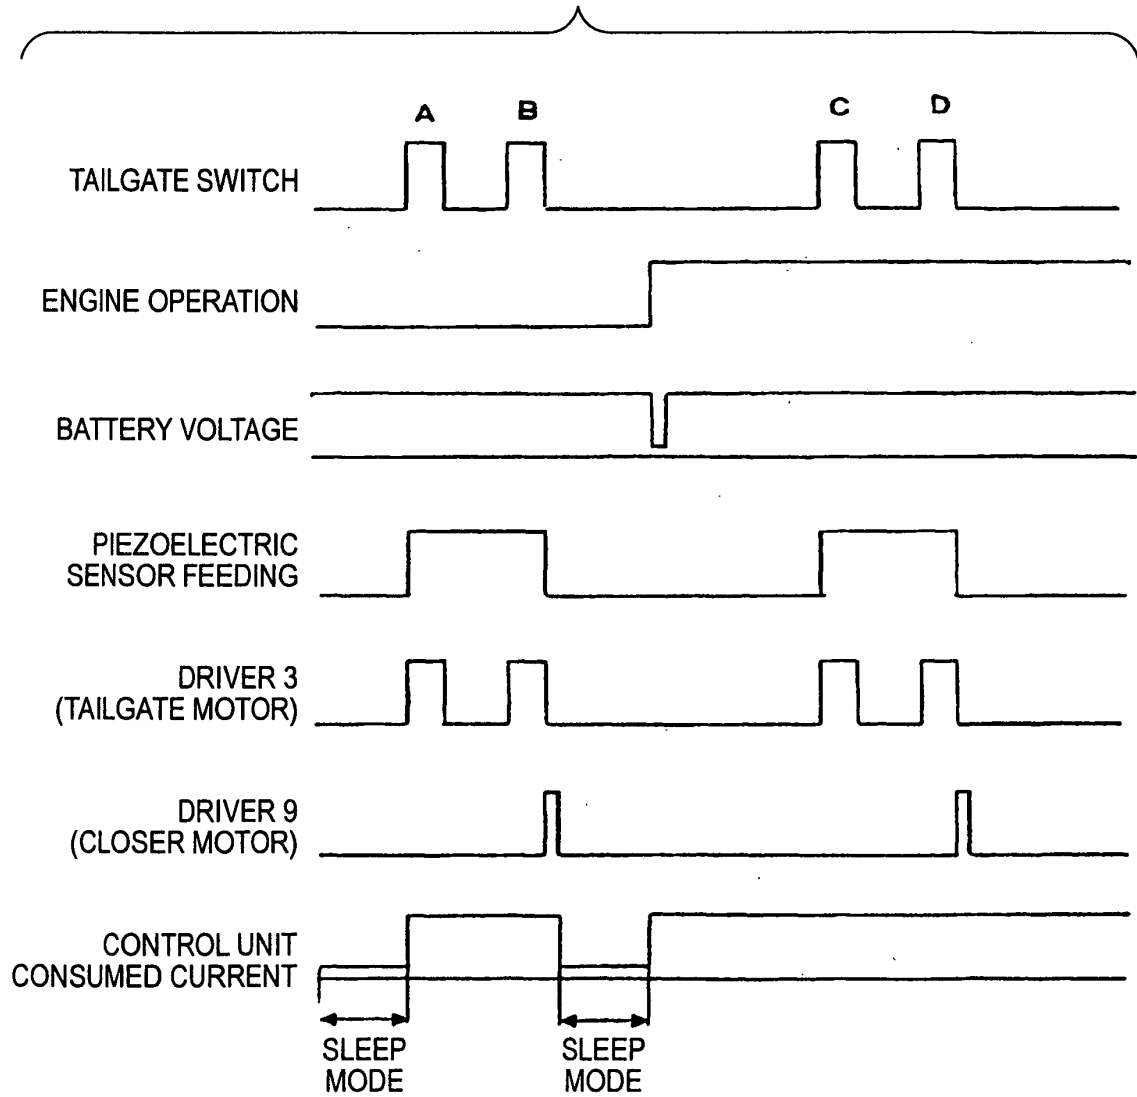 A B C D
TAILGATE SWITCH
ENGINE OPERATION
BATTERY VOLTAGE
PIEZOELECTRIC
SENSOR FEEDING
DRIVER 3
(TAILGATE MOTOR)
DRIVER 9
(CLOSER MOTOR)
CONTROL UNIT
CONSUMED CURRENT
SLEEP
MODE
SLEEP
MODE